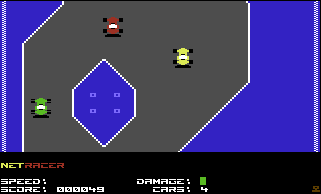 NETRACER
SPEED: DAMAGE:
SCORE: 000049 CARS: 4